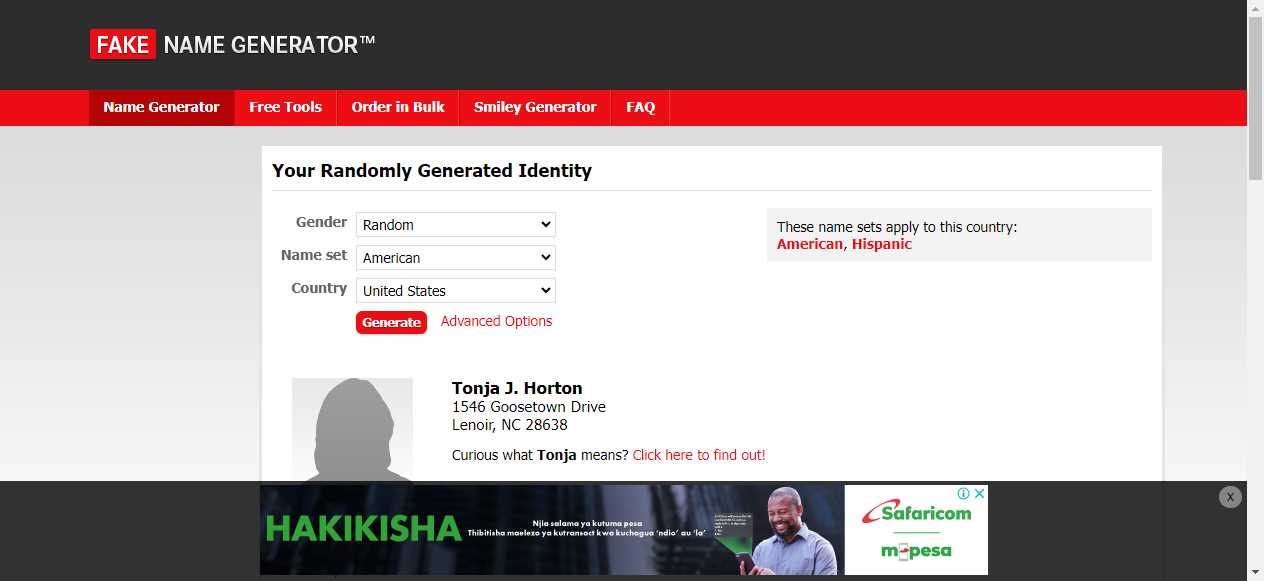 FAKE NAME GENERATOR™
Name Generator Free Tools Order in Bulk Smiley Generator FAQ
Your Randomly Generated Identity
Gender Random
Name set American
Country United States
Generate Advanced Options
These name sets apply to this country:
American, Hispanic
Tonja J. Horton
1546 Goosetown Drive
Lenoir, NC 28638
Curious what Tonja means? Click here to find out!
X
HAKIKISHA
Njia salama ya kutuma pesa
Thibitisha maelezo ya kutransact kwa kuchagua ‘ndio’ au ‘la’
Safaricom
m-pesa